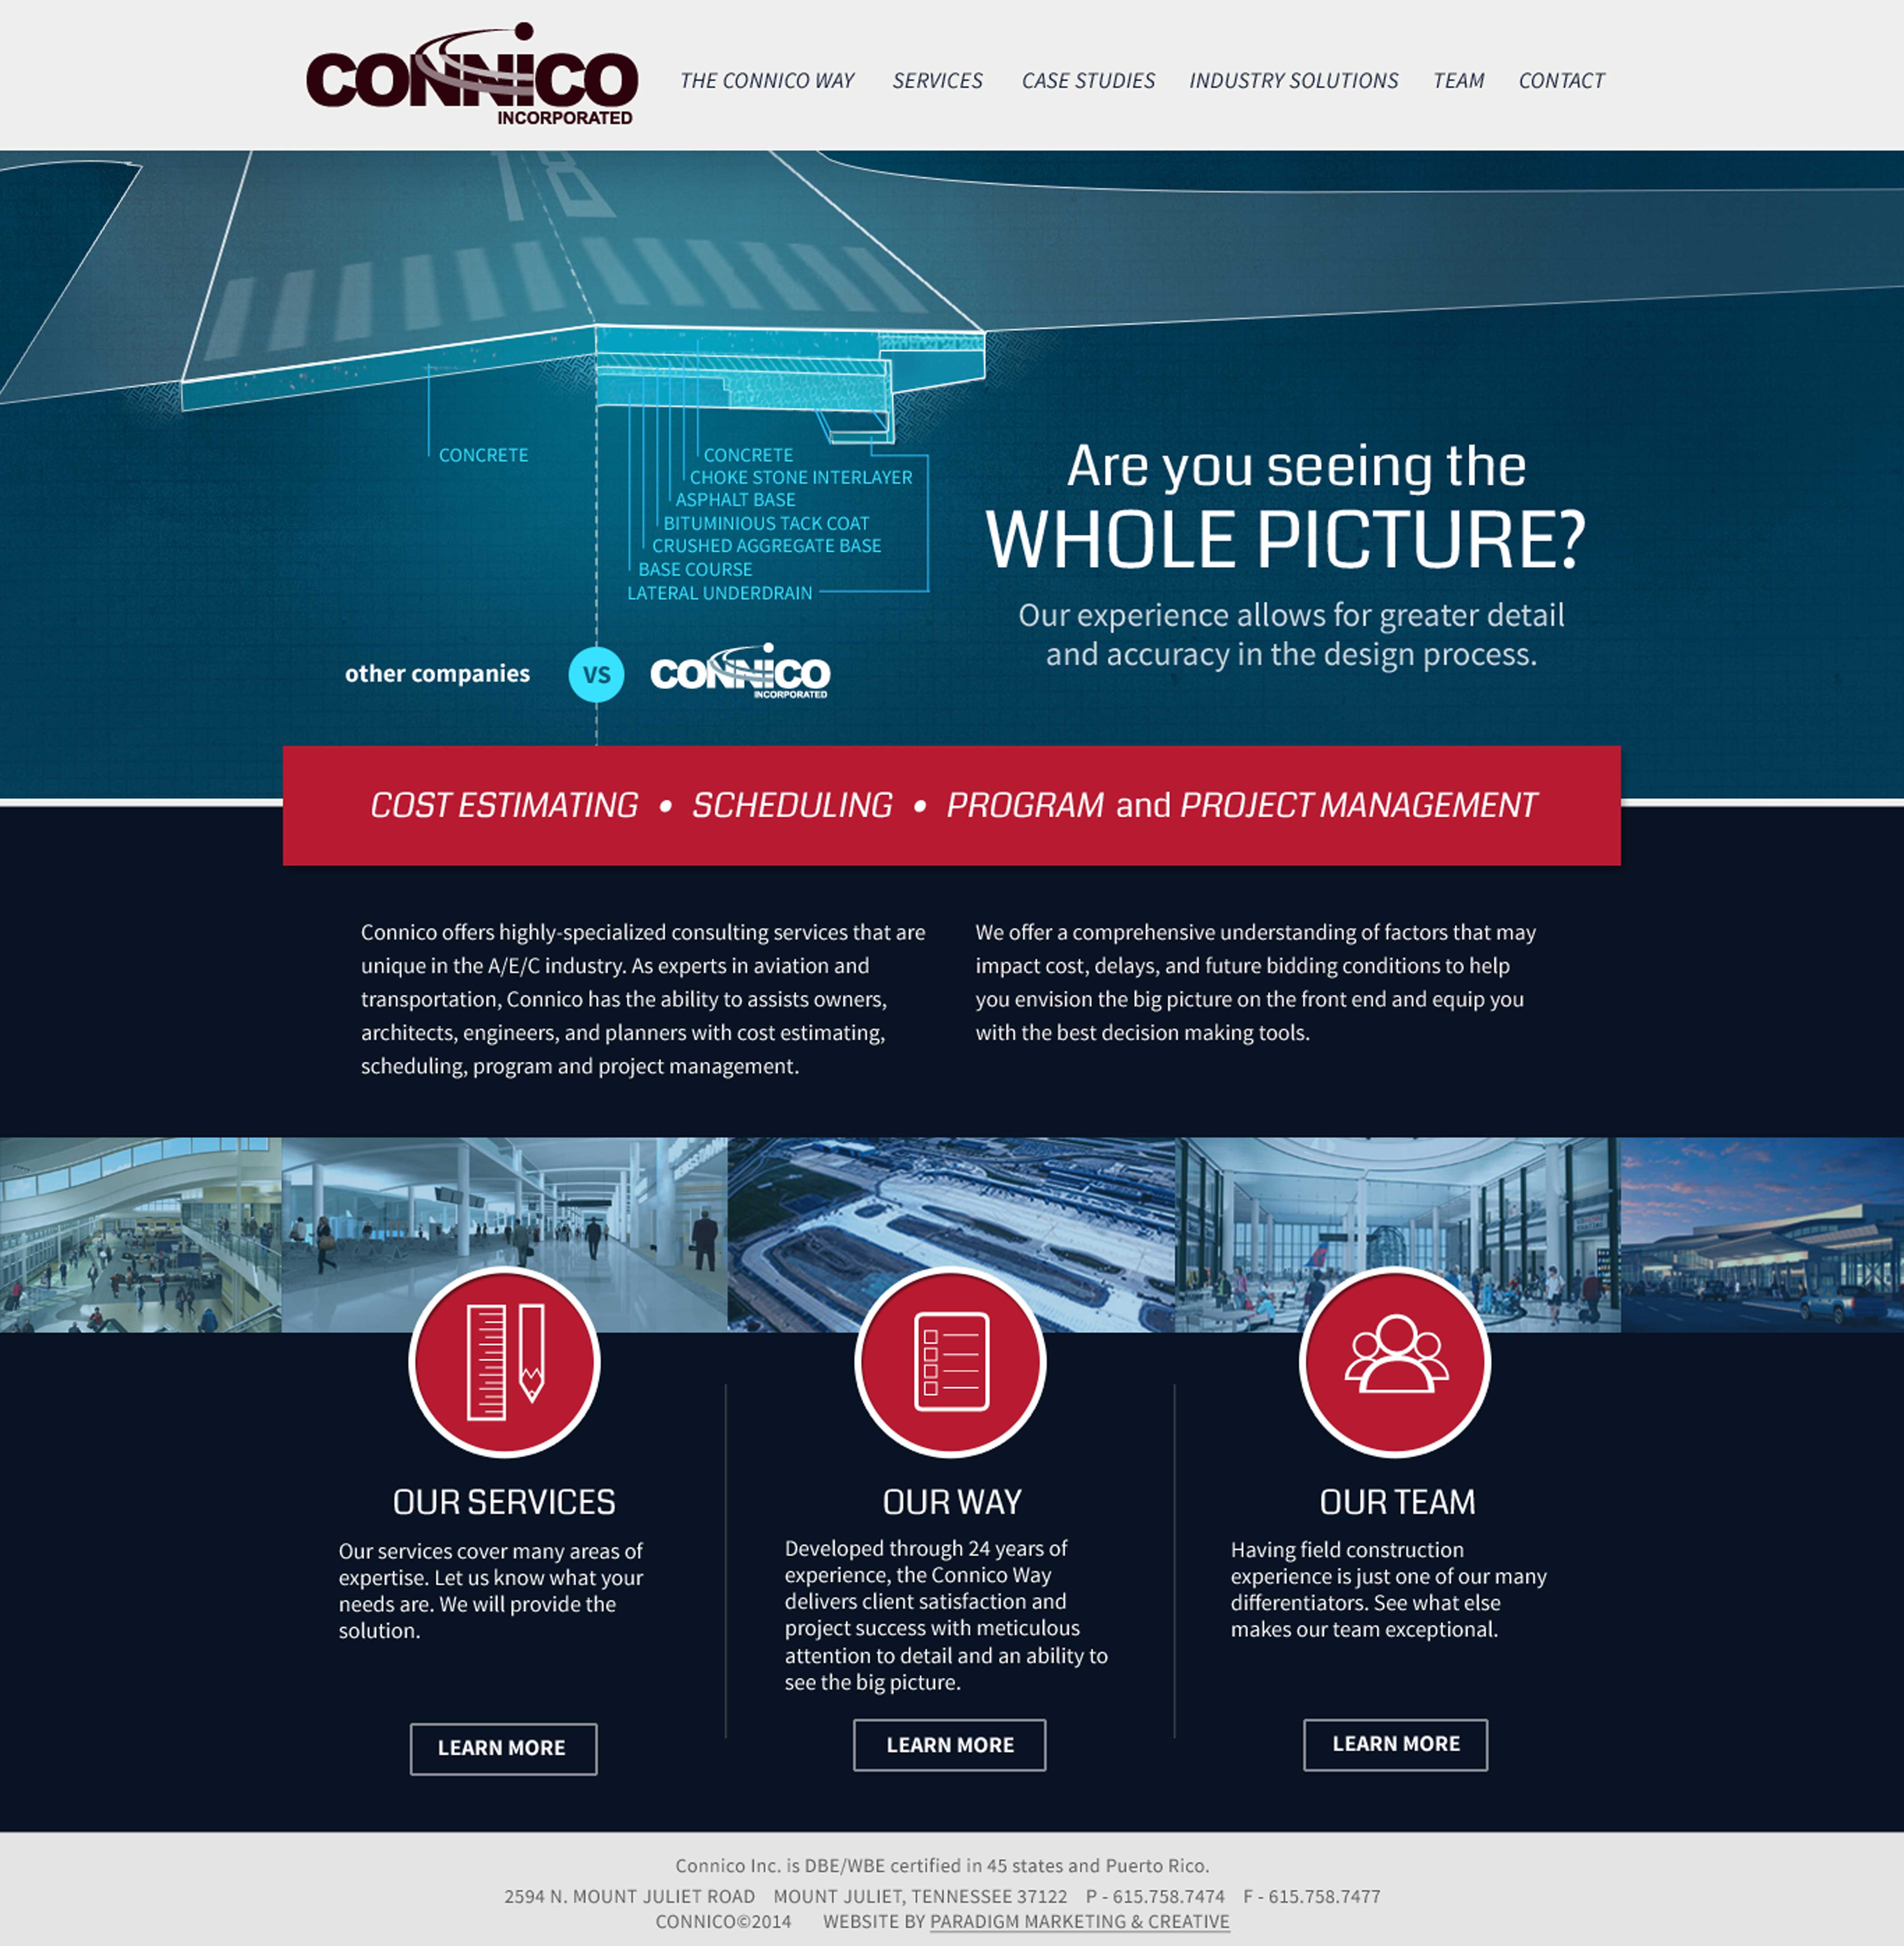 CONNICO
INCORPORATED
THE CONNICO WAY SERVICES CASE STUDIES INDUSTRY SOLUTIONS TEAM CONTACT
18
CONCRETE
CONCRETE
CHOKE STONE INTERLAYER
ASPHALT BASE
BITUMINIOUS TACK COAT
CRUSHED AGGREGATE BASE
BASE COURSE
LATERAL UNDERDRAIN
other companies VS CONNICO
INCORPORATED
Are you seeing the
WHOLE PICTURE?
Our experience allows for greater detail
and accuracy in the design process.
COST ESTIMATING • SCHEDULING • PROGRAM and PROJECT MANAGEMENT
Connico offers highly-specialized consulting services that are
unique in the A/E/C industry. As experts in aviation and
transportation, Connico has the ability to assists owners,
architects, engineers, and planners with cost estimating,
scheduling, program and project management.
We offer a comprehensive understanding of factors that may
impact cost, delays, and future bidding conditions to help
you envision the big picture on the front end and equip you
with the best decision making tools.
OUR SERVICES
Our services cover many areas of
expertise. Let us know what your
needs are. We will provide the
solution.
LEARN MORE
OUR WAY
Developed through 24 years of
experience, the Connico Way
delivers client satisfaction and
project success with meticulous
attention to detail and an ability to
see the big picture.
LEARN MORE
OUR TEAM
Having field construction
experience is just one of our many
differentiators. See what else
makes our team exceptional.
LEARN MORE
Connico Inc. is DBE/WBE certified in 45 states and Puerto Rico.
2594 N. MOUNT JULIET ROAD MOUNT JULIET, TENNESSEE 37122 P - 615.758.7474 F - 615.758.7477
CONNICO©2014 WEBSITE BY PARADIGM MARKETING & CREATIVE